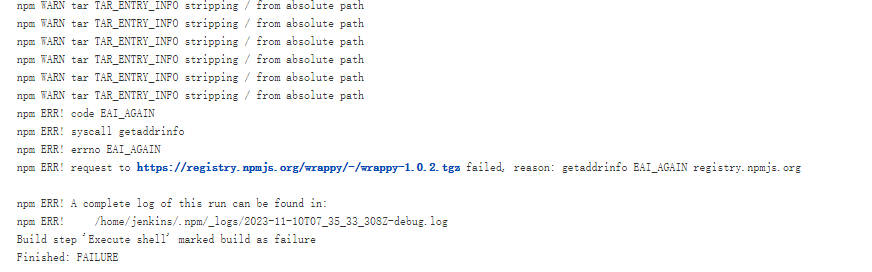 npm WARN tar TAR_ENTRY_INFO stripping / from absolute path
npm WARN tar TAR_ENTRY_INFO stripping / from absolute path
npm WARN tar TAR_ENTRY_INFO stripping / from absolute path
npm WARN tar TAR_ENTRY_INFO stripping / from absolute path
npm WARN tar TAR_ENTRY_INFO stripping / from absolute path
npm WARN tar TAR_ENTRY_INFO stripping / from absolute path
npm ERR! code EAI_AGAIN
npm ERR! syscall getaddrinfo
npm ERR! errno EAI_AGAIN
npm ERR! request to https://registry.npmjs.org/wrappy/-/wrappy-1.0.2.tgz failed, reason: getaddrinfo EAI_AGAIN registry.npmjs.org
npm ERR! A complete log of this run can be found in:
npm ERR!     /home/jenkins/.npm/_logs/2023-11-10T07_35_33_308Z-debug.log
Build step 'Execute shell' marked build as failure
Finished: FAILURE